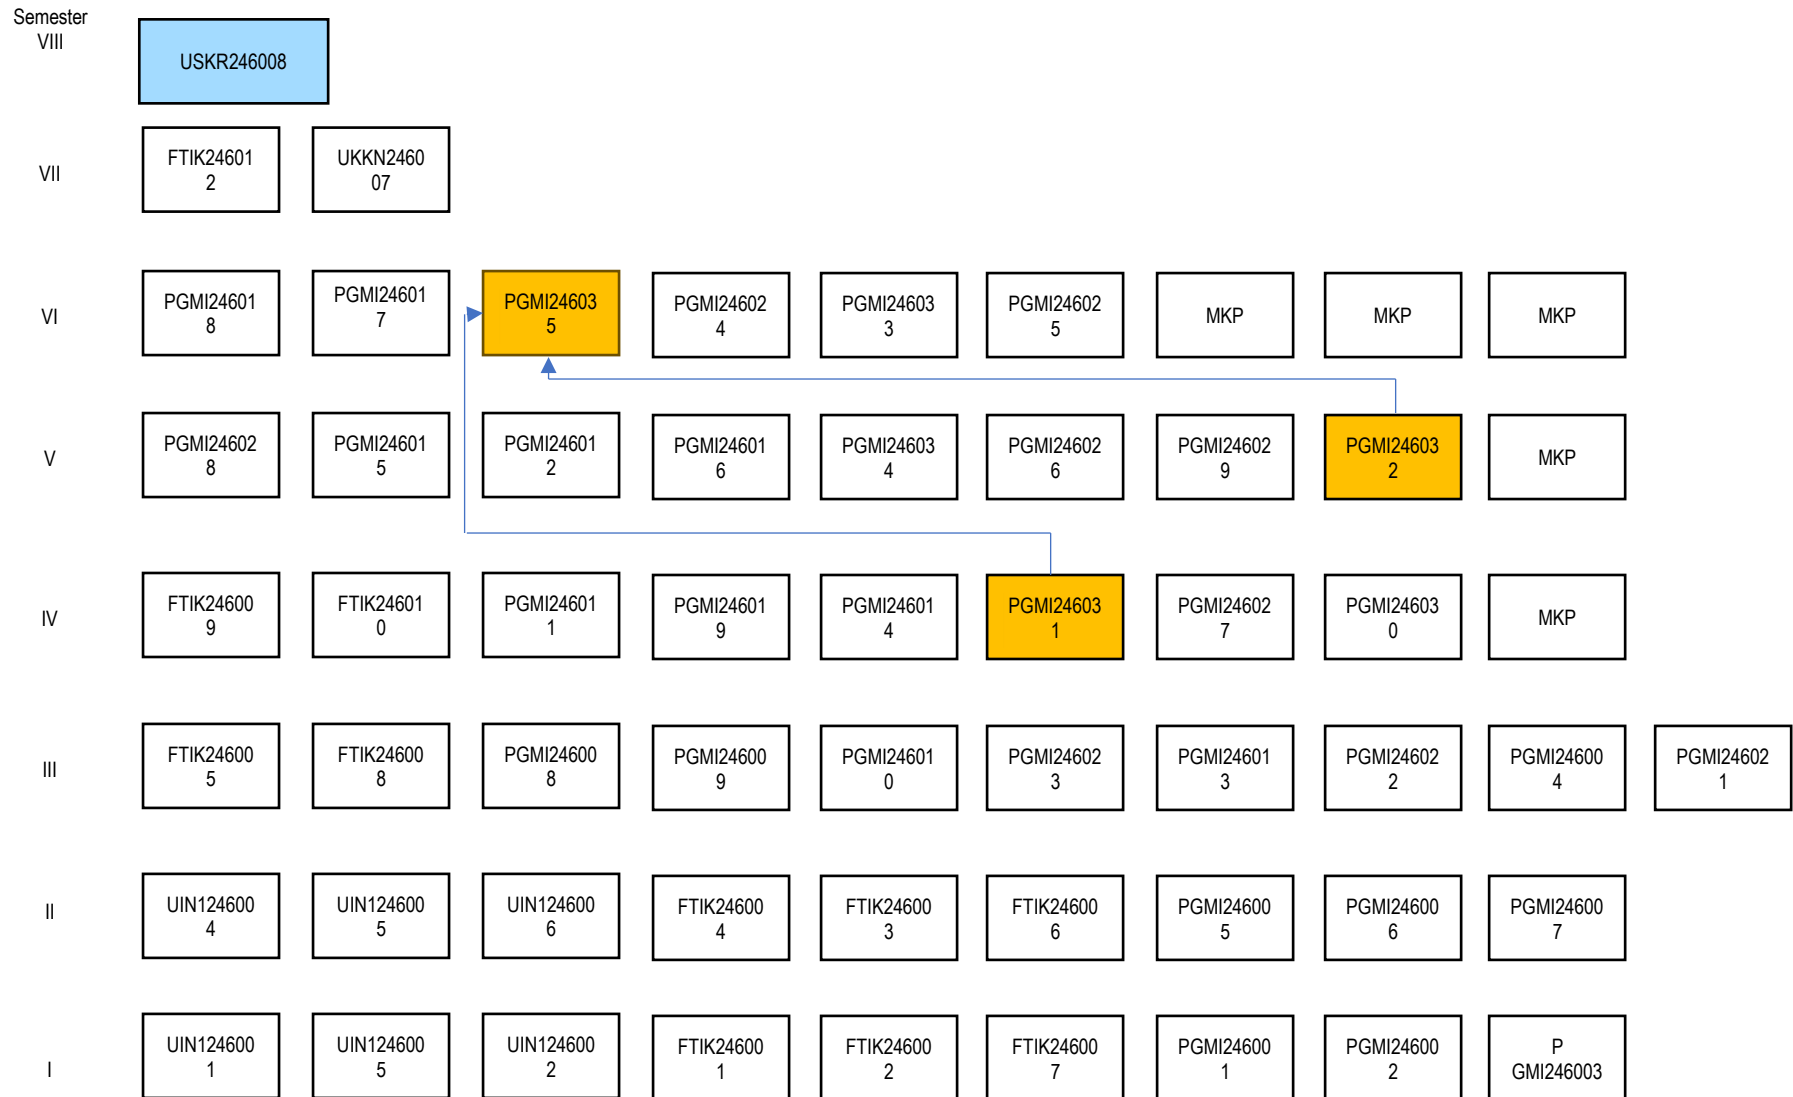 Semester
VIII
USKR246008
VII
FTIK24601
2
UKKN2460
07
VI
PGMI24601
8
PGMI24601
7
PGMI24603
5
PGMI24602
4
PGMI24603
3
PGMI24602
5
MKP
MKP
MKP
V
PGMI24602
8
PGMI24601
5
PGMI24601
2
PGMI24601
6
PGMI24603
4
PGMI24602
6
PGMI24602
9
PGMI24603
2
MKP
IV
FTIK24600
9
FTIK24601
0
PGMI24601
1
PGMI24601
9
PGMI24601
4
PGMI24603
1
PGMI24602
7
PGMI24603
0
MKP
III
FTIK24600
5
FTIK24600
8
PGMI24600
8
PGMI24600
9
PGMI24601
0
PGMI24602
3
PGMI24601
3
PGMI24602
2
PGMI24600
4
PGMI24602
1
II
UIN124600
4
UIN124600
5
UIN124600
6
FTIK24600
4
FTIK24600
3
FTIK24600
6
PGMI24600
5
PGMI24600
6
PGMI24600
7
I
UIN124600
1
UIN124600
5
UIN124600
2
FTIK24600
1
FTIK24600
2
FTIK24600
7
PGMI24600
1
PGMI24600
2
P
GMI246003